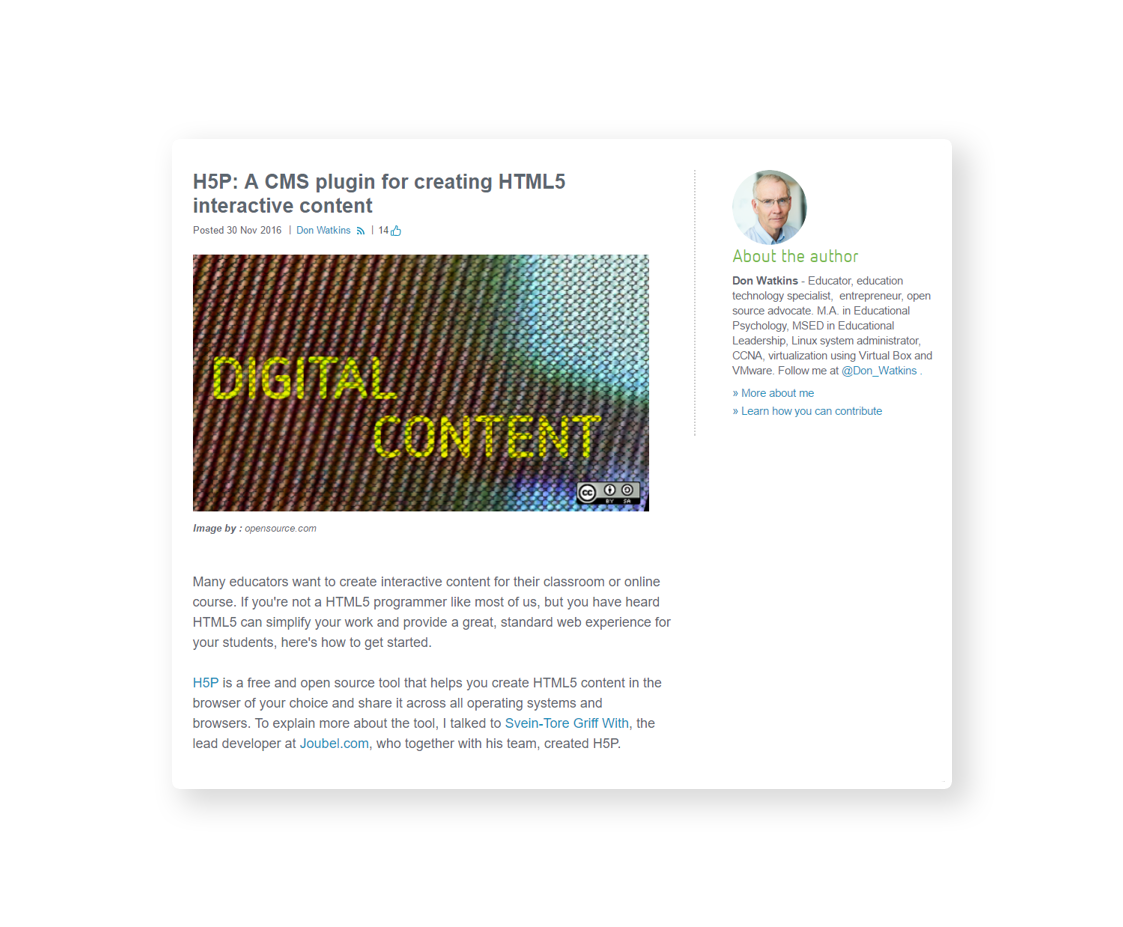 H5P: A CMS plugin for creating HTML5
interactive content
Posted 30 Nov 2016 | Don Watkins | 14
DIGITAL
CONTENT
cc
BY SA
Image by : opensource.com
Many educators want to create interactive content for their classroom or online
course. If you're not a HTML5 programmer like most of us, but you have heard
HTML5 can simplify your work and provide a great, standard web experience for
your students, here's how to get started.
H5P is a free and open source tool that helps you create HTML5 content in the
browser of your choice and share it across all operating systems and
browsers. To explain more about the tool, I talked to Svein-Tore Griff With, the
lead developer at Joubel.com, who together with his team, created H5P.
About the author
Don Watkins - Educator, education
technology specialist, entrepreneur, open
source advocate. M.A. in Educational
Psychology, MSED in Educational
Leadership, Linux system administrator,
CCNA, virtualization using Virtual Box and
VMware. Follow me at @Don_Watkins .
» More about me
» Learn how you can contribute